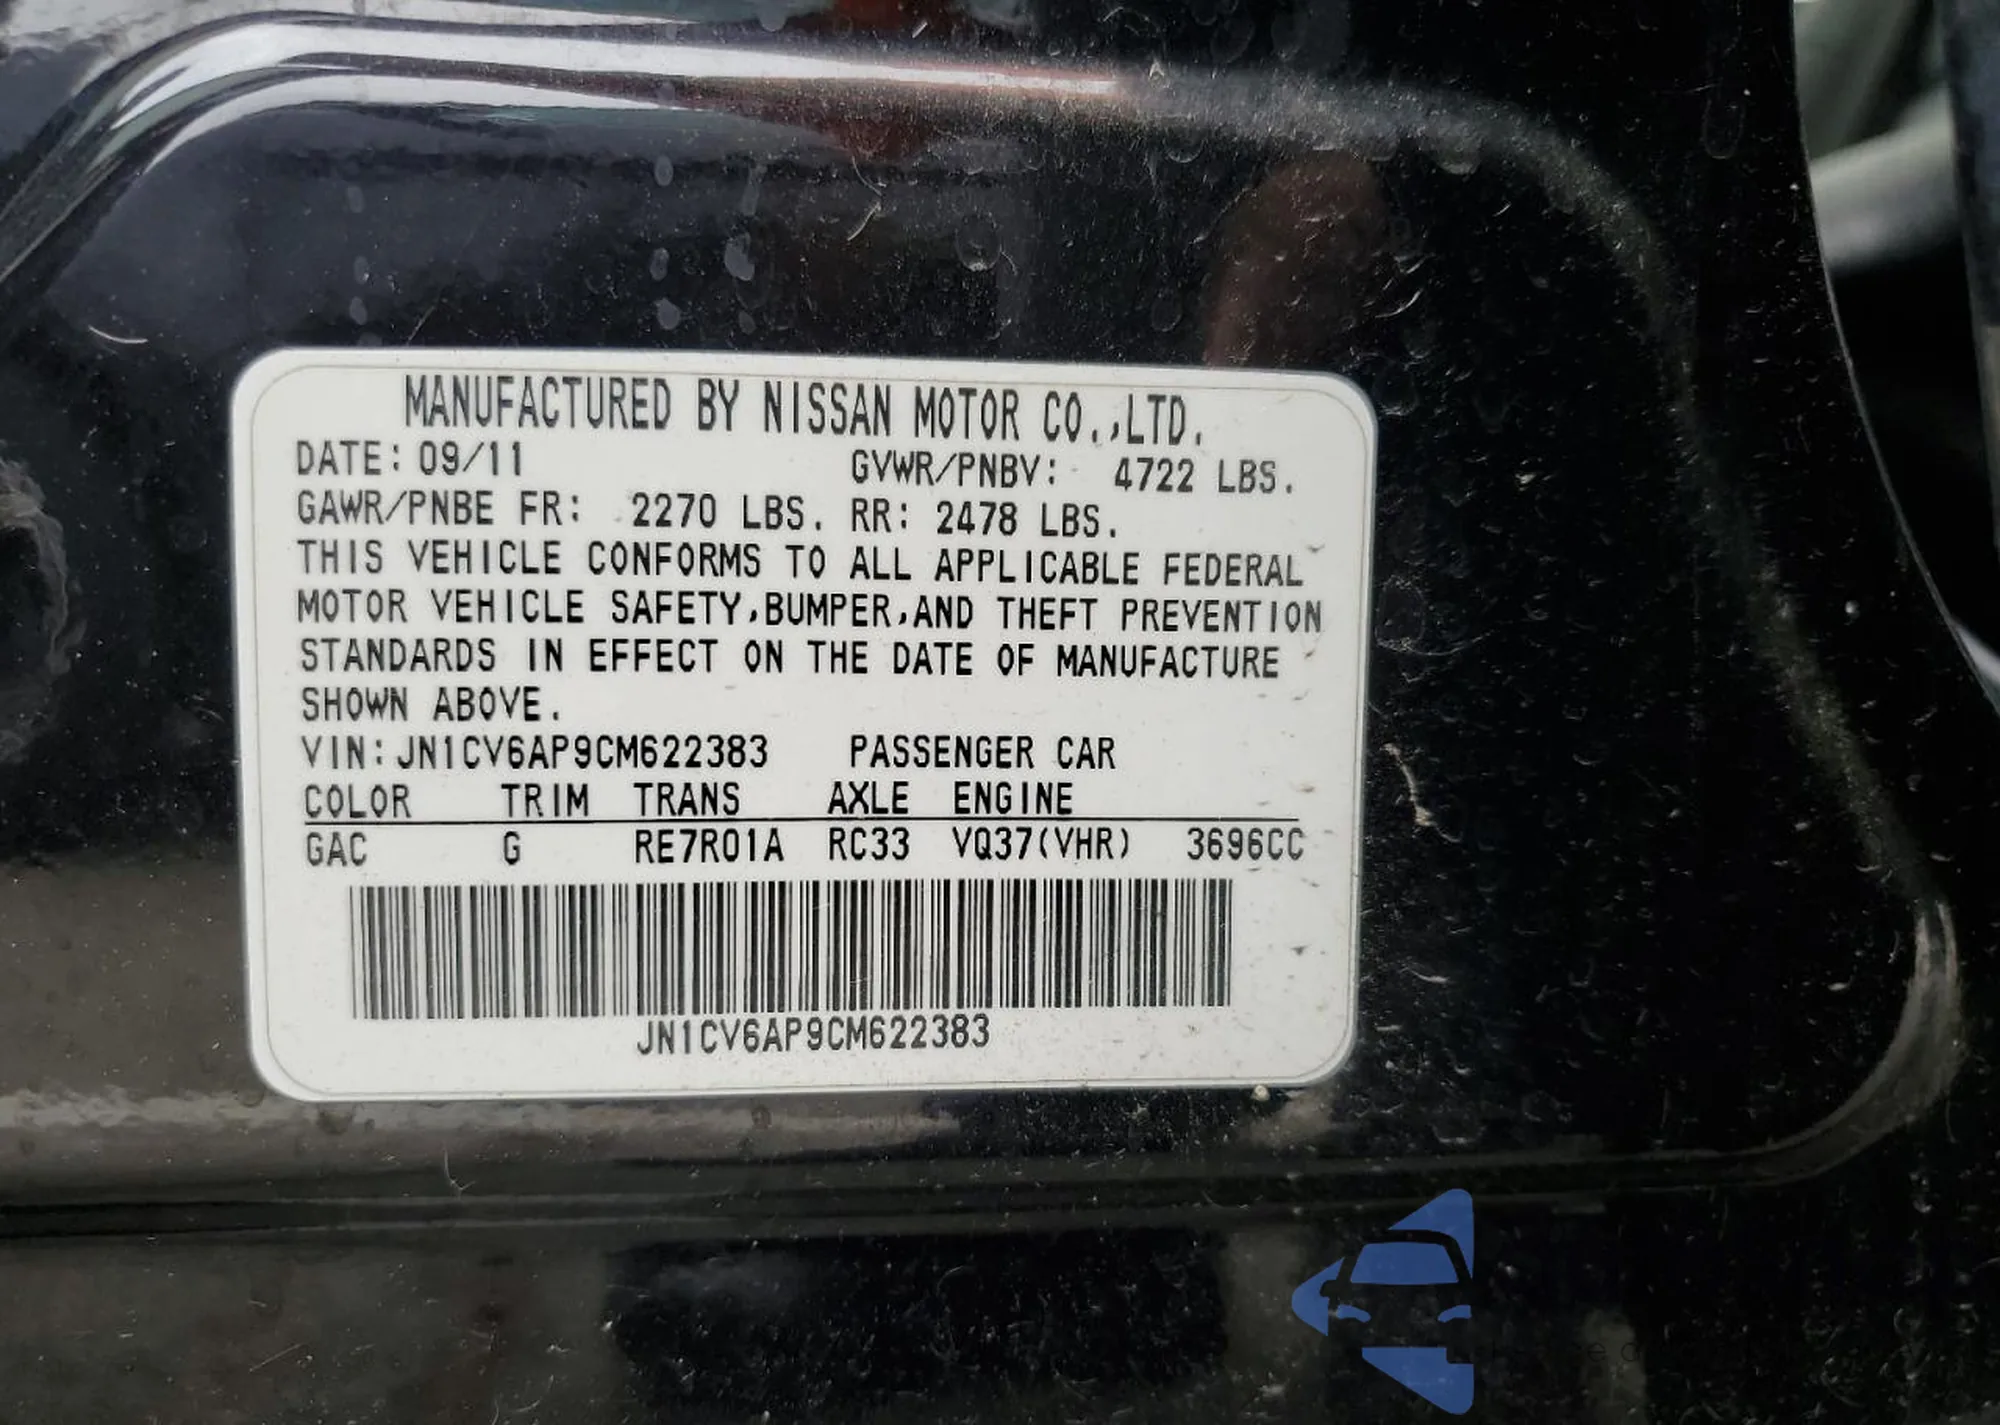 MANUFACTURED BY NISSAN MOTOR CO.,LTD.
DATE: 09/11 GVWR/PNBV: 4722 LBS.
GAWR/PNBE FR: 2270 LBS. RR: 2478 LBS.
THIS VEHICLE CONFORMS TO ALL APPLICABLE FEDERAL
MOTOR VEHICLE SAFETY,BUMPER,AND THEFT PREVENTION
STANDARDS IN EFFECT ON THE DATE OF MANUFACTURE
SHOWN ABOVE.
VIN:JN1CV6AP9CM622383 PASSENGER CAR
COLOR TRIM TRANS AXLE ENGINE
GAC G RE7R01A RC33 VQ37(VHR) 3696CC
JN1CV6AP9CM622383